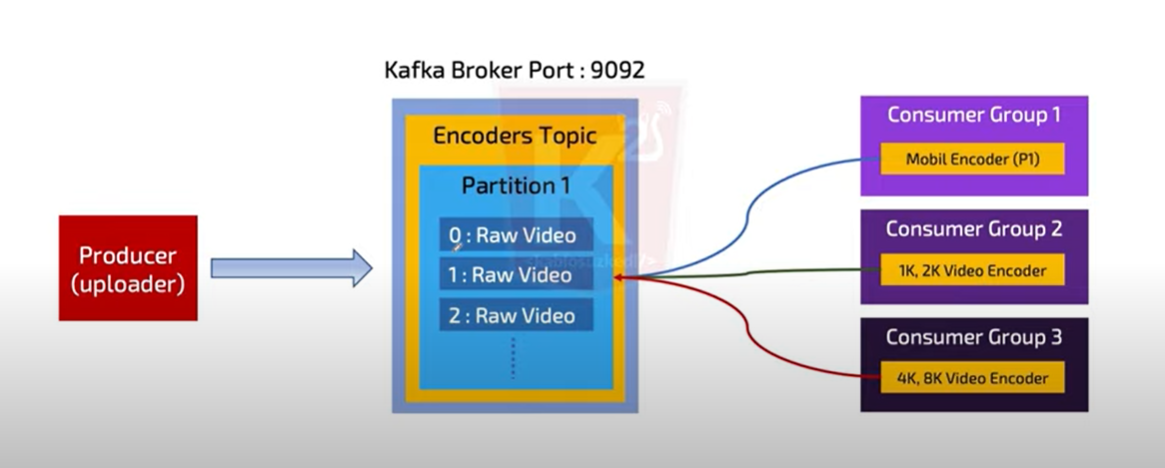 Kafka Broker Port : 9092
Encoders Topic
Partition 1
0 : Raw Video
1 : Raw Video
2 : Raw Video
Producer
(uploader)
Consumer Group 1
Mobil Encoder (P1)
Consumer Group 2
1K, 2K Video Encoder
Consumer Group 3
4K, 8K Video Encoder